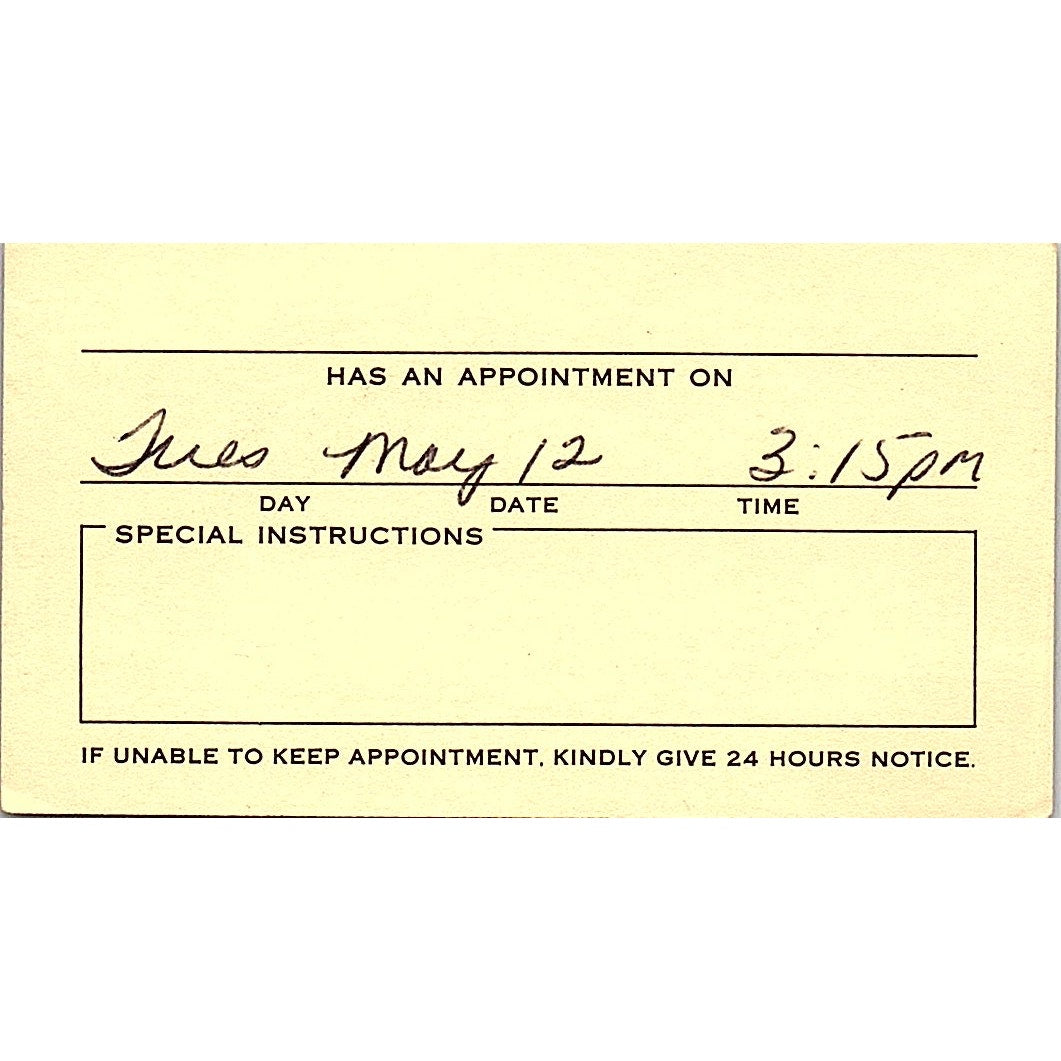 HAS AN APPOINTMENT ON
Tues May 12 3:15pm
DAY DATE TIME
SPECIAL INSTRUCTIONS
IF UNABLE TO KEEP APPOINTMENT, KINDLY GIVE 24 HOURS NOTICE.